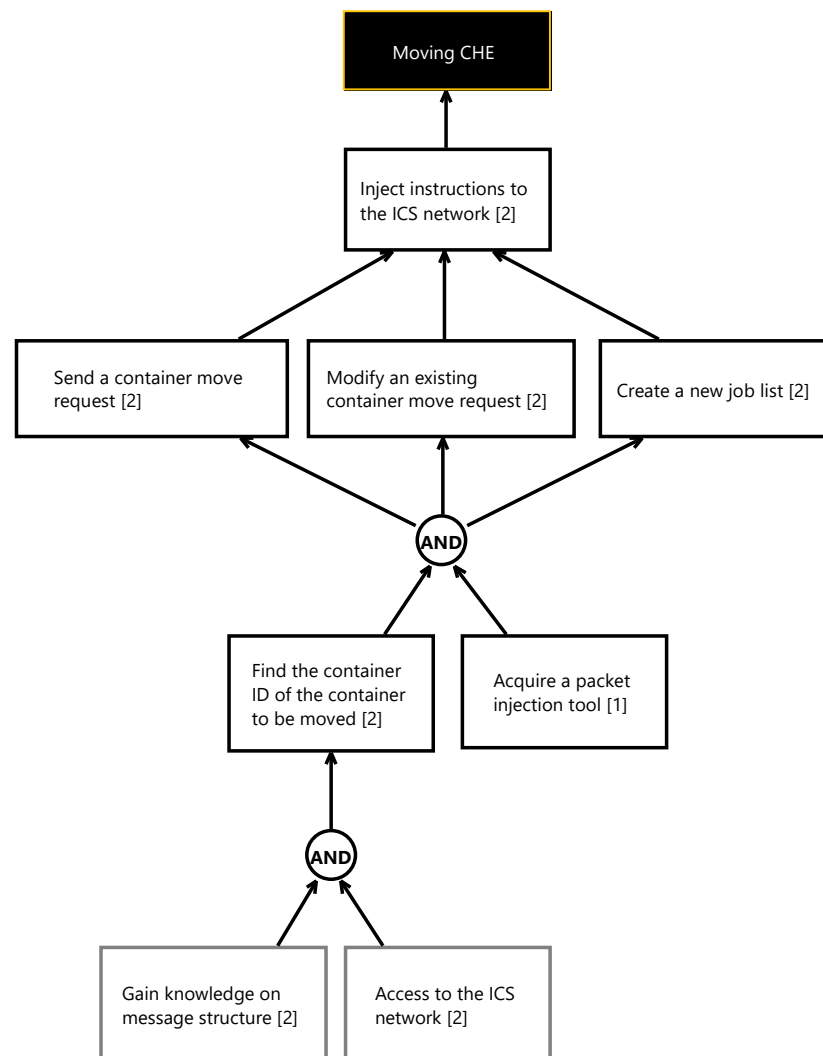 Moving CHE
Inject instructions to
the ICS network [2]
Send a container move
request [2]
Modify an existing
container move request [2]
Create a new job list [2]
AND
Find the container
ID of the container
to be moved [2]
Acquire a packet
injection tool [1]
AND
Gain knowledge on
message structure [2]
Access to the ICS
network [2]